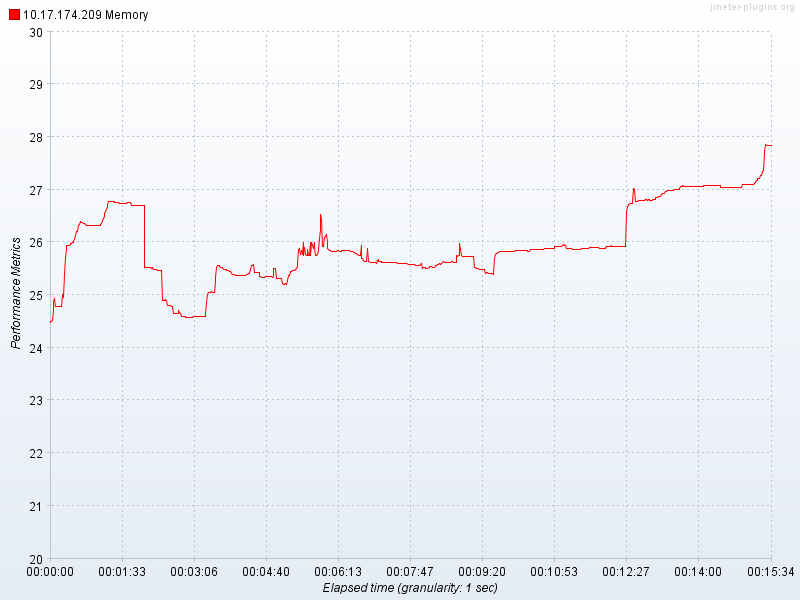 jmeter-plugins.org
10.17.174.209 Memory
30
29
28
27
26
25
24
23
22
21
20
Performance Metrics
00:00:00 00:01:33 00:03:06 00:04:40 00:06:13 00:07:47 00:09:20 00:10:53 00:12:27 00:14:00 00:15:34
Elapsed time (granularity: 1 sec)